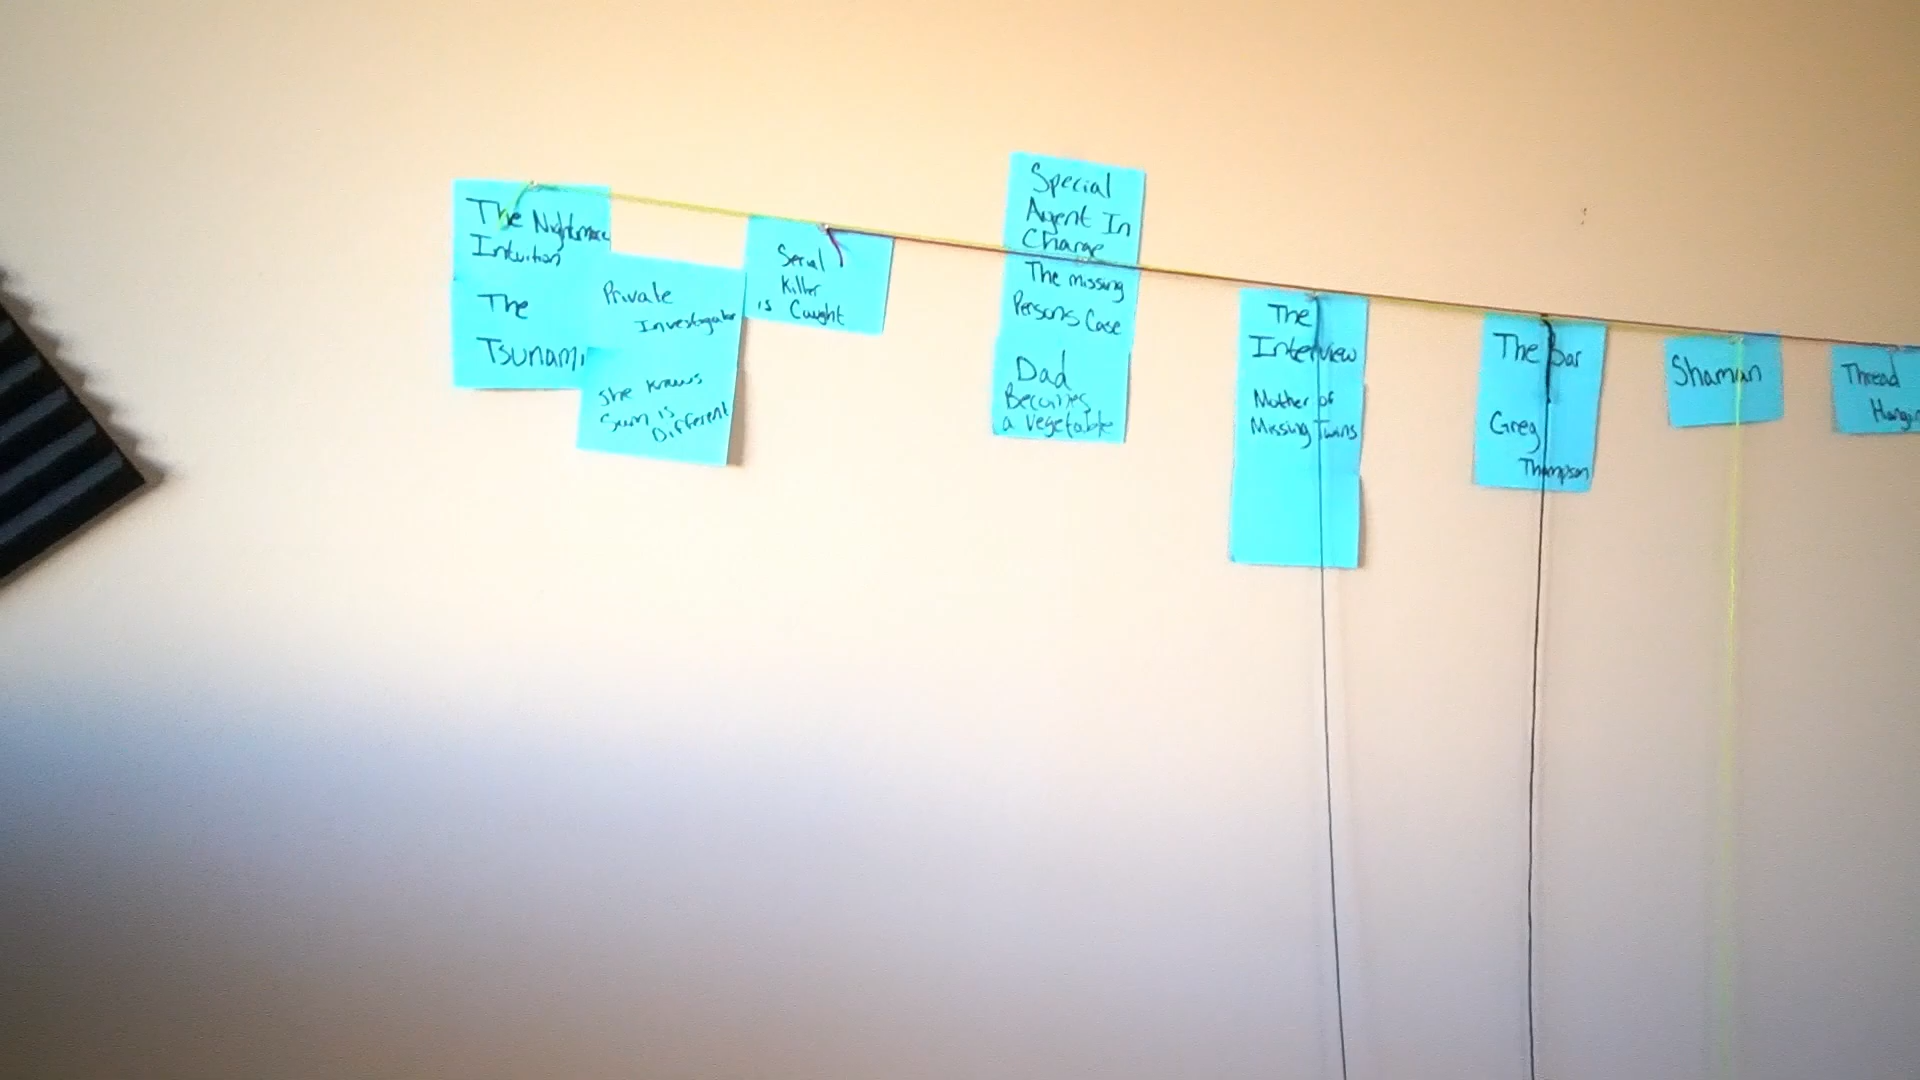 The Nightmare
Intuition
The
Tsunami
Private
Investigator
She knows
Sum is
Different
Serial
Killer
is Caught
Special
Agent In
Charge
The missing
Persons Case
Dad
Becomes
a vegetable
The
Interview
Mother of
Missing Twins
The Bar
Greg
Thompson
Shaman
Thread